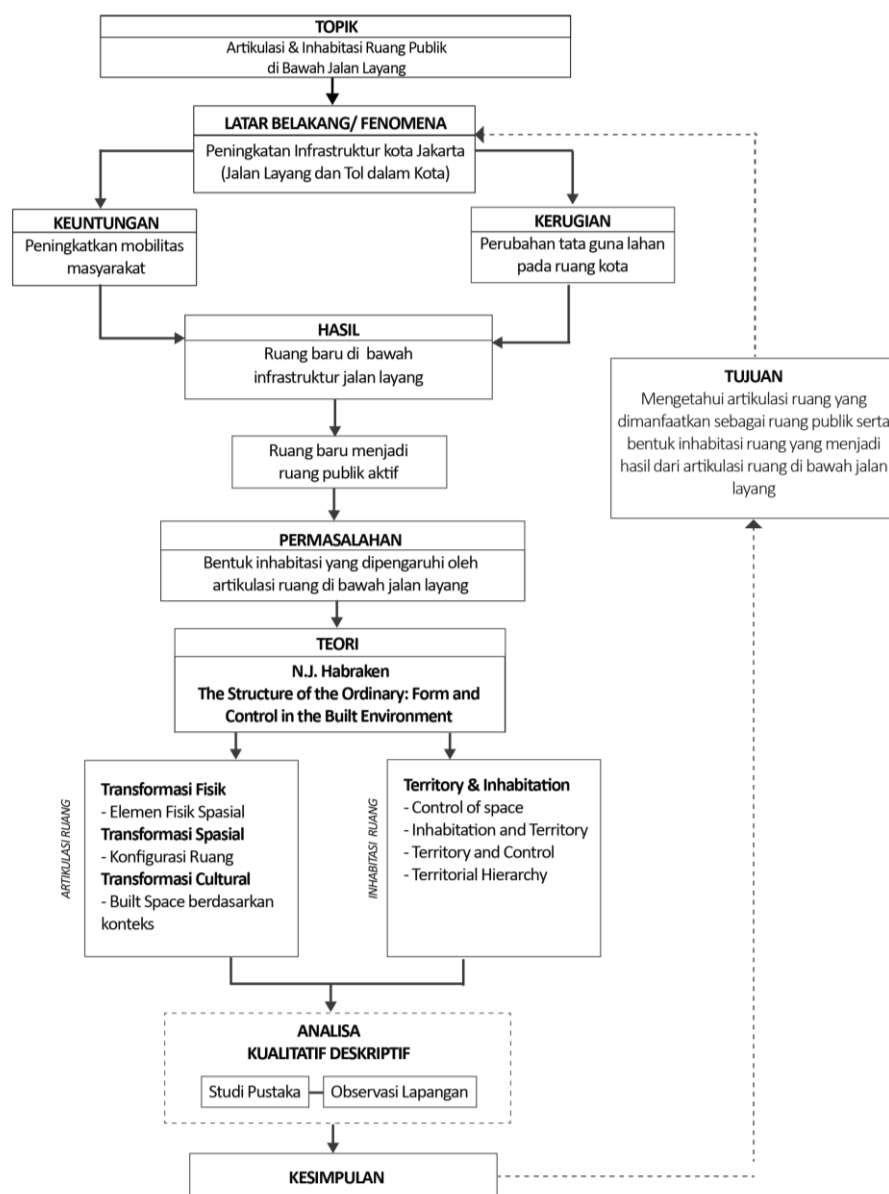 TOPIK
Artikulasi & Inhabitasi Ruang Publik
di Bawah Jalan Layang
LATAR BELAKANG/ FENOMENA
Peningkatan Infrastruktur kota Jakarta
(Jalan Layang dan Tol dalam Kota)
KEUNTUNGAN
Peningkatkan mobilitas
masyarakat
KERUGIAN
Perubahan tata guna lahan
pada ruang kota
HASIL
Ruang baru di bawah
infrastruktur jalan layang
TUJUAN
Mengetahui artikulasi ruang yang
dimanfaatkan sebagai ruang publik serta
bentuk inhabitasi ruang yang menjadi
hasil dari artikulasi ruang di bawah jalan
layang
Ruang baru menjadi
ruang publik aktif
PERMASALAHAN
Bentuk inhabitasi yang dipengaruhi oleh
artikulasi ruang di bawah jalan layang
TEORI
N.J. Habraken
The Structure of the Ordinary: Form and
Control in the Built Environment
ARTIKULASI RUANG
Transformasi Fisik
- Elemen Fisik Spasial
Transformasi Spasial
- Konfigurasi Ruang
Transformasi Cultural
- Built Space berdasarkan
konteks
INHABITASI RUANG
Territory & Inhabitation
- Control of space
- Inhabitation and Territory
- Territory and Control
- Territorial Hierarchy
ANALISA
KUALITATIF DESKRIPTIF
Studi Pustaka
Observasi Lapangan
KESIMPULAN